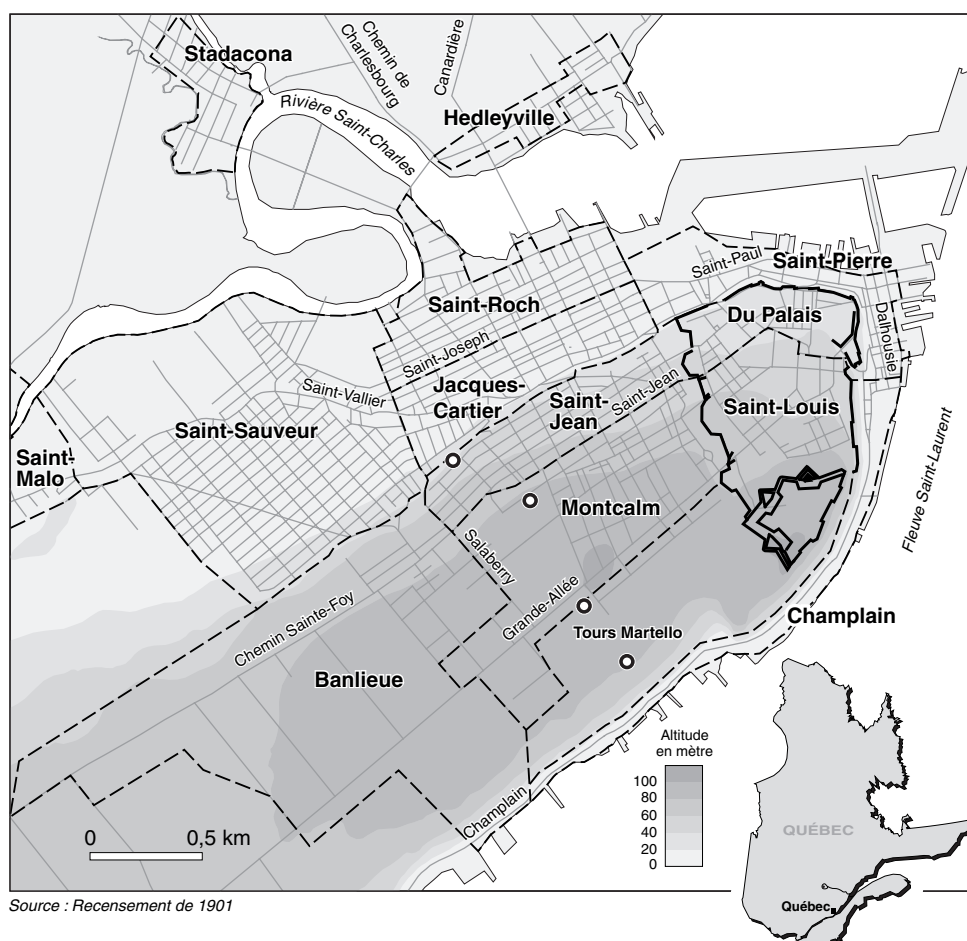 Stadacona
Chemin de
Charlesbourg
Canardière
Rivière Saint-Charles
Hedleyville
Saint-Paul
Saint-Pierre
Saint-Roch
Du Palais
Dalhousie
Saint-Joseph
Saint-Vallier
Jacques-
Cartier
Saint-
Jean
Saint-Jean
Saint-Louis
Saint-Sauveur
Saint-
Malo
Montcalm
Fleuve Saint-Laurent
Salaberry
Grande-Allée
Chemin Sainte-Foy
Tours Martello
Champlain
Banlieue
Champlain
Altitude
en mètre
100
80
60
40
20
0
0 0,5 km
QUÉBEC
Québec
Source : Recensement de 1901